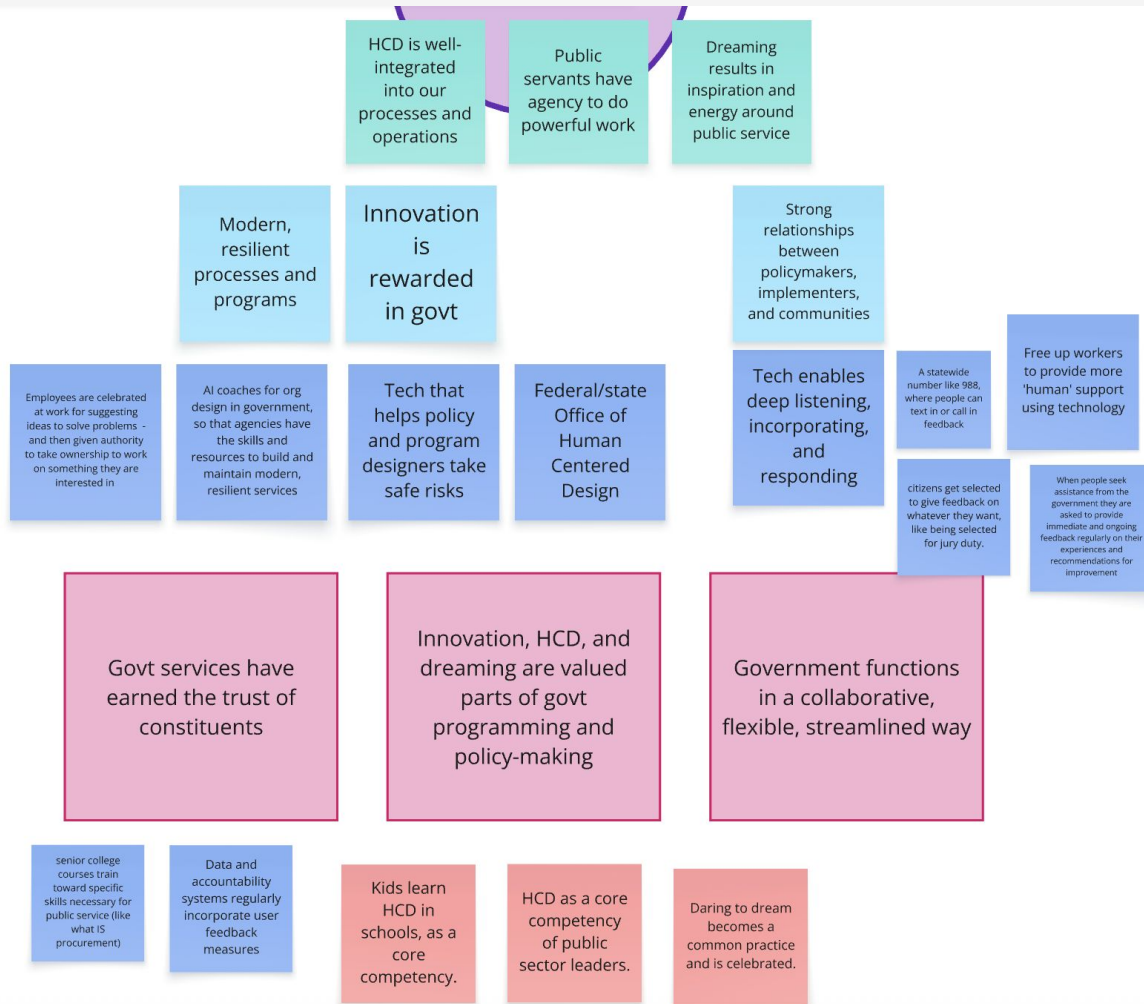 HCD is well-
integrated
into our
processes and
operations
Public
servants have
agency to do
powerful work
Dreaming
results in
inspiration and
energy around
public service
Modern,
resilient
processes and
programs
Innovation
is
rewarded
in govt
Strong
relationships
between
policymakers,
implementers,
and communities
Employees are celebrated
at work for suggesting
ideas to solve problems -
and then given authority
to take ownership to work
on something they are
interested in
AI coaches for org
design in government,
so that agencies have
the skills and
resources to build and
maintain modern,
resilient services
Tech that
helps policy
and program
designers take
safe risks
Federal/state
Office of
Human
Centered
Design
Tech enables
deep listening,
incorporating,
and
responding
A statewide
number like 988,
where people can
text in or call in
feedback
Free up workers
to provide more
'human' support
using technology
citizens get selected
to give feedback on
whatever they want,
like being selected
for jury duty.
When people seek
assistance from the
government they are
asked to provide
immediate and ongoing
feedback regularly on their
experiences and
recommendations for
improvement
Govt services have
earned the trust of
constituents
Innovation, HCD, and
dreaming are valued
parts of govt
programming and
policy-making
Government functions
in a collaborative,
flexible, streamlined way
senior college
courses train
toward specific
skills necessary for
public service (like
what IS
procurement)
Data and
accountability
systems regularly
incorporate user
feedback
measures
Kids learn
HCD in
schools, as a
core
competency.
HCD as a core
competency
of public
sector leaders.
Daring to dream
becomes a
common practice
and is celebrated.